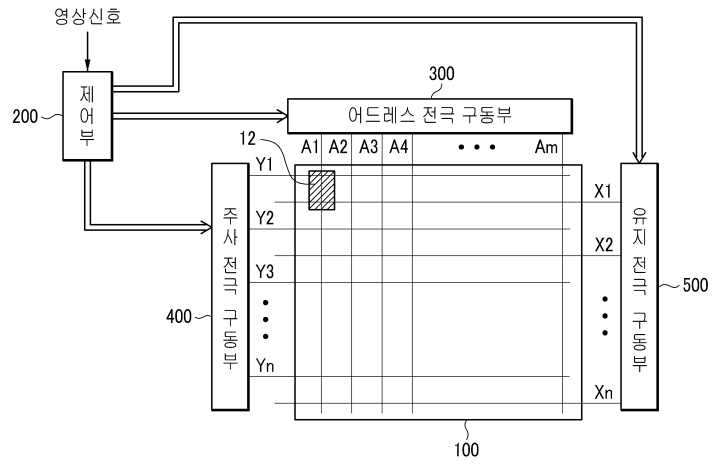 영상신호
300
200
제어부
어드레스 전극 구동부
12
A1 A2 A3 A4 ••• Am
Y1
X1
Y2
X2
Y3
주사 전극 구동부
유지 전극 구동부
400
500
Yn
Xn
100